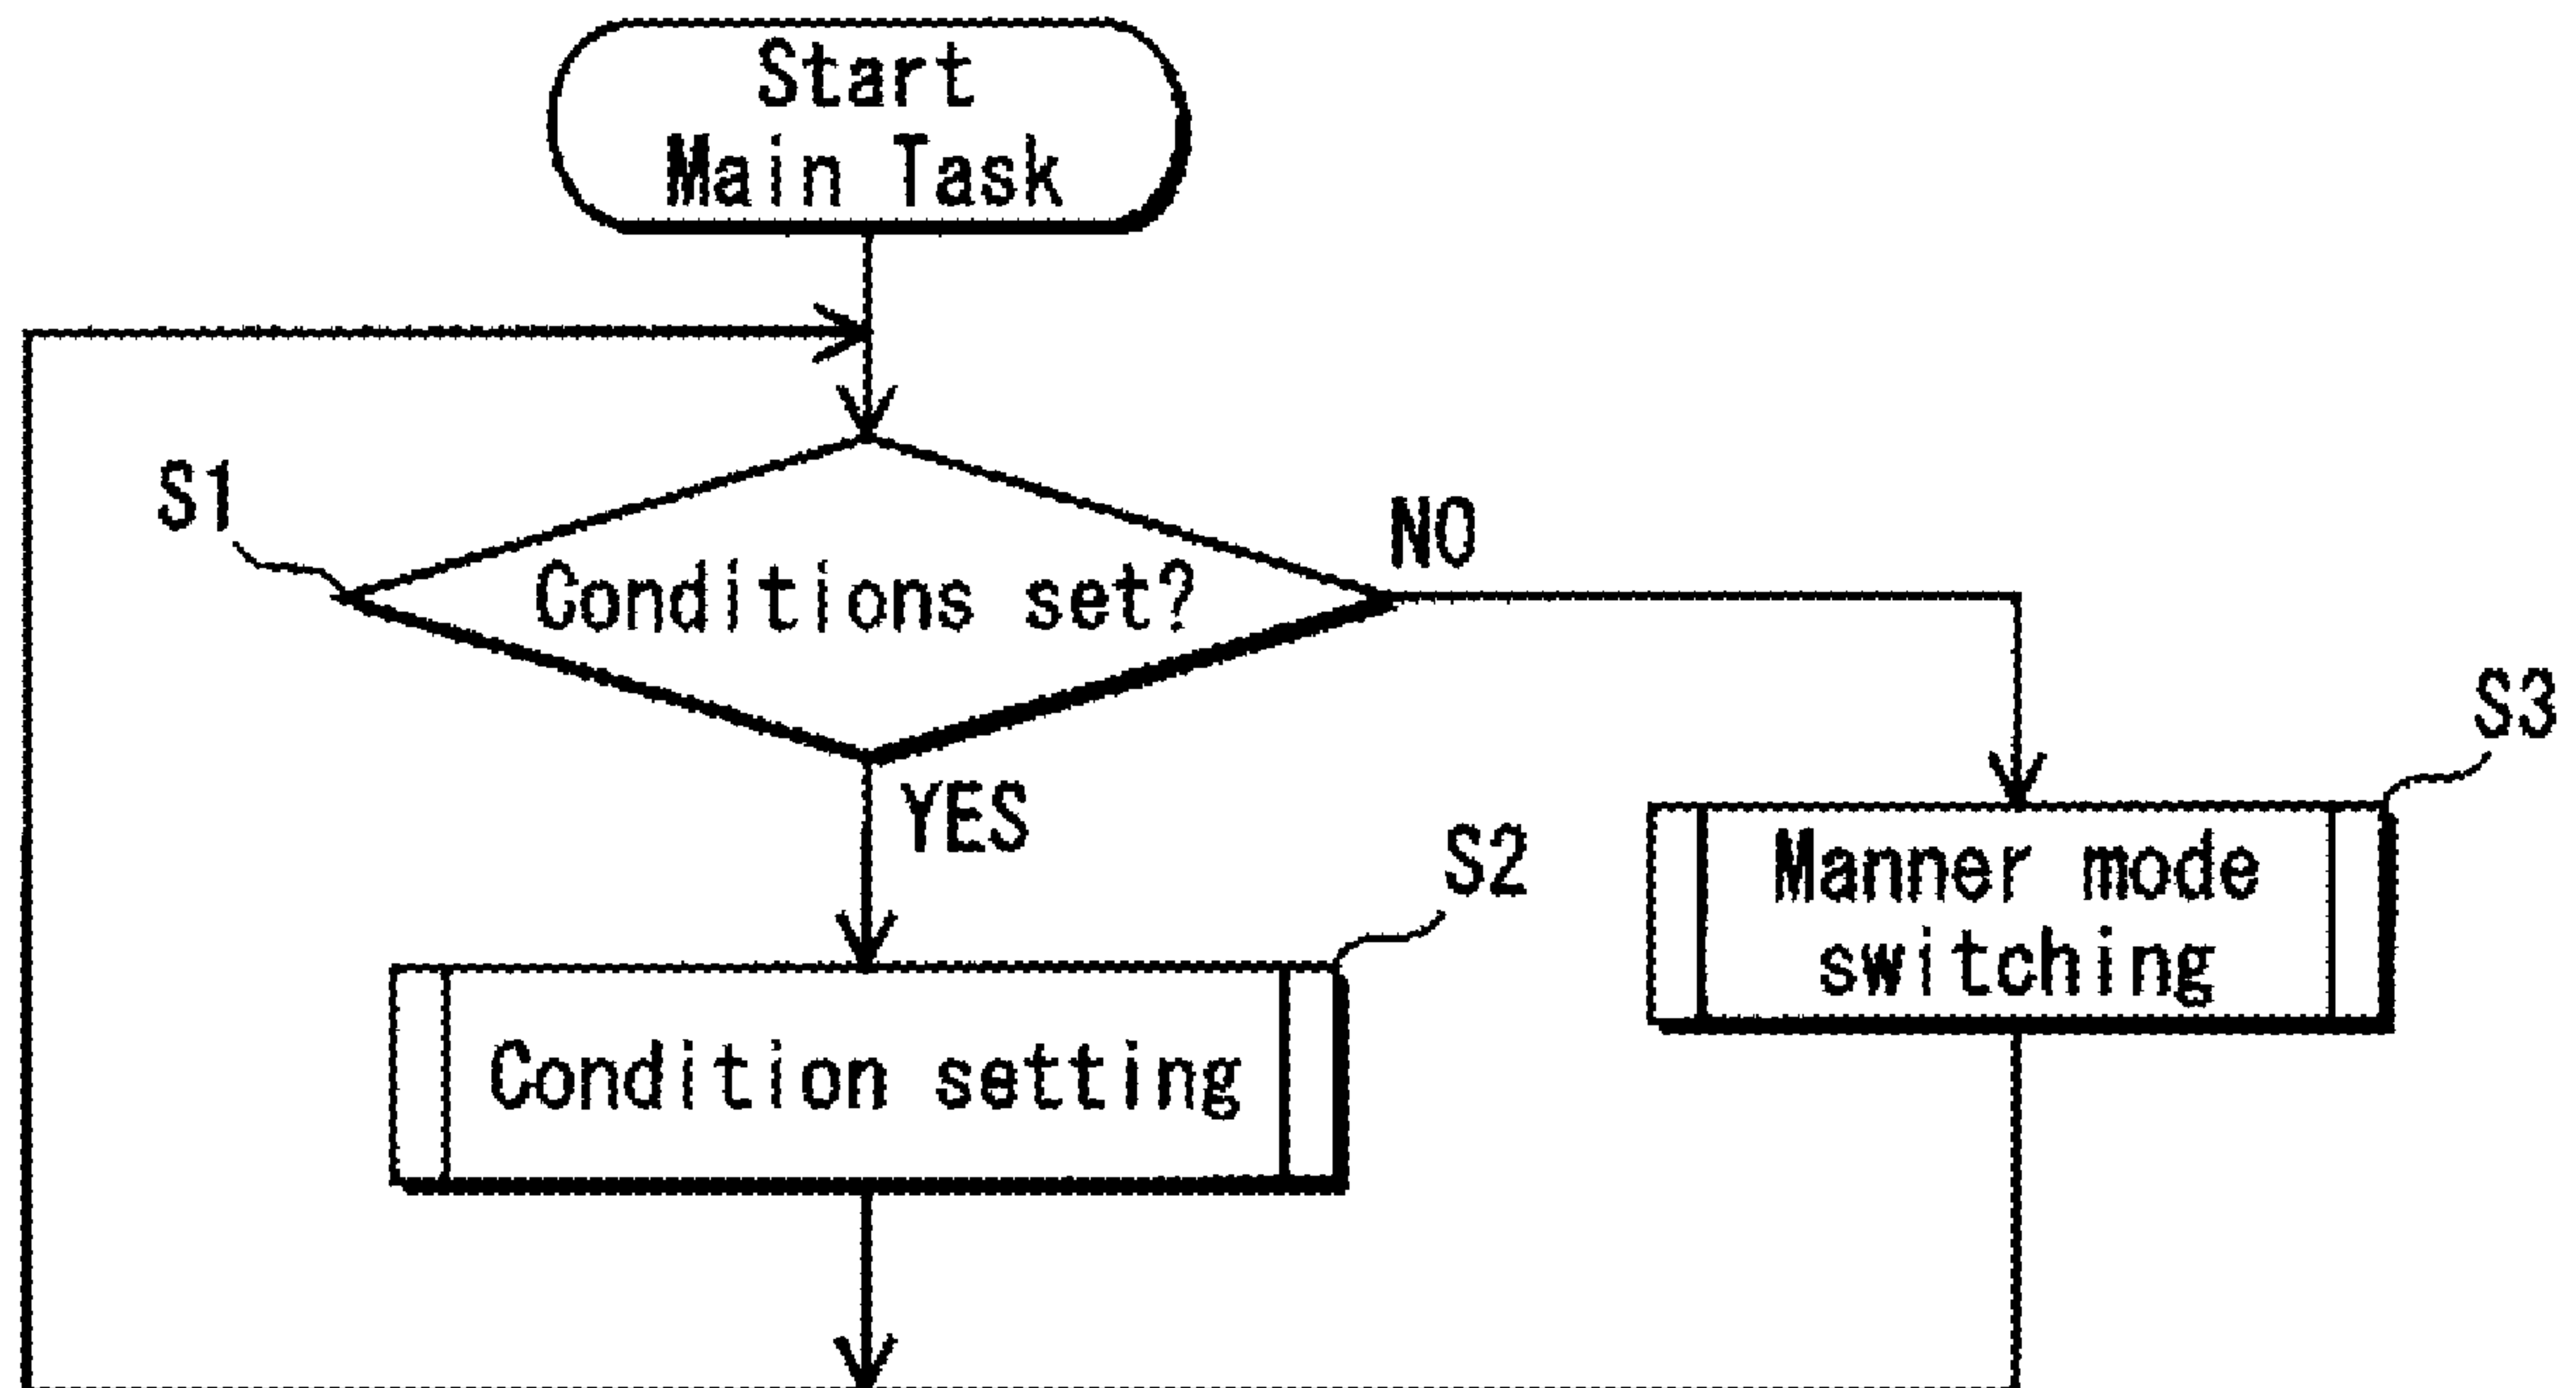 Start
Main Task
S1
Conditions set?
NO
YES
S2
S3
Manner mode
switching
Condition setting